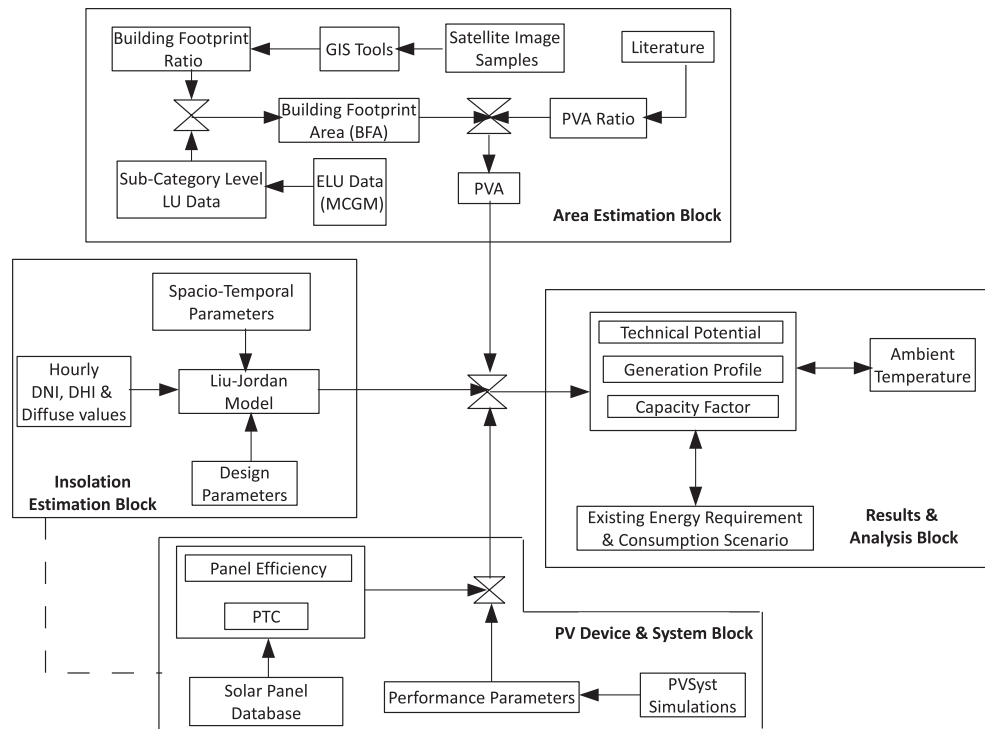 Building Footprint
Ratio
GIS Tools
Satellite Image
Samples
Literature
Building Footprint
Area (BFA)
PVA Ratio
Sub-Category Level
LU Data
ELU Data
(MCGM)
PVA
Area Estimation Block
Spacio-Temporal
Parameters
Hourly
DNI, DHI &
Diffuse values
Liu-Jordan
Model
Design
Parameters
Insolation
Estimation Block
Technical Potential
Generation Profile
Capacity Factor
Ambient
Temperature
Existing Energy Requirement
& Consumption Scenario
Results &
Analysis Block
Panel Efficiency
PTC
Solar Panel
Database
Performance Parameters
PVSyst
Simulations
PV Device & System Block